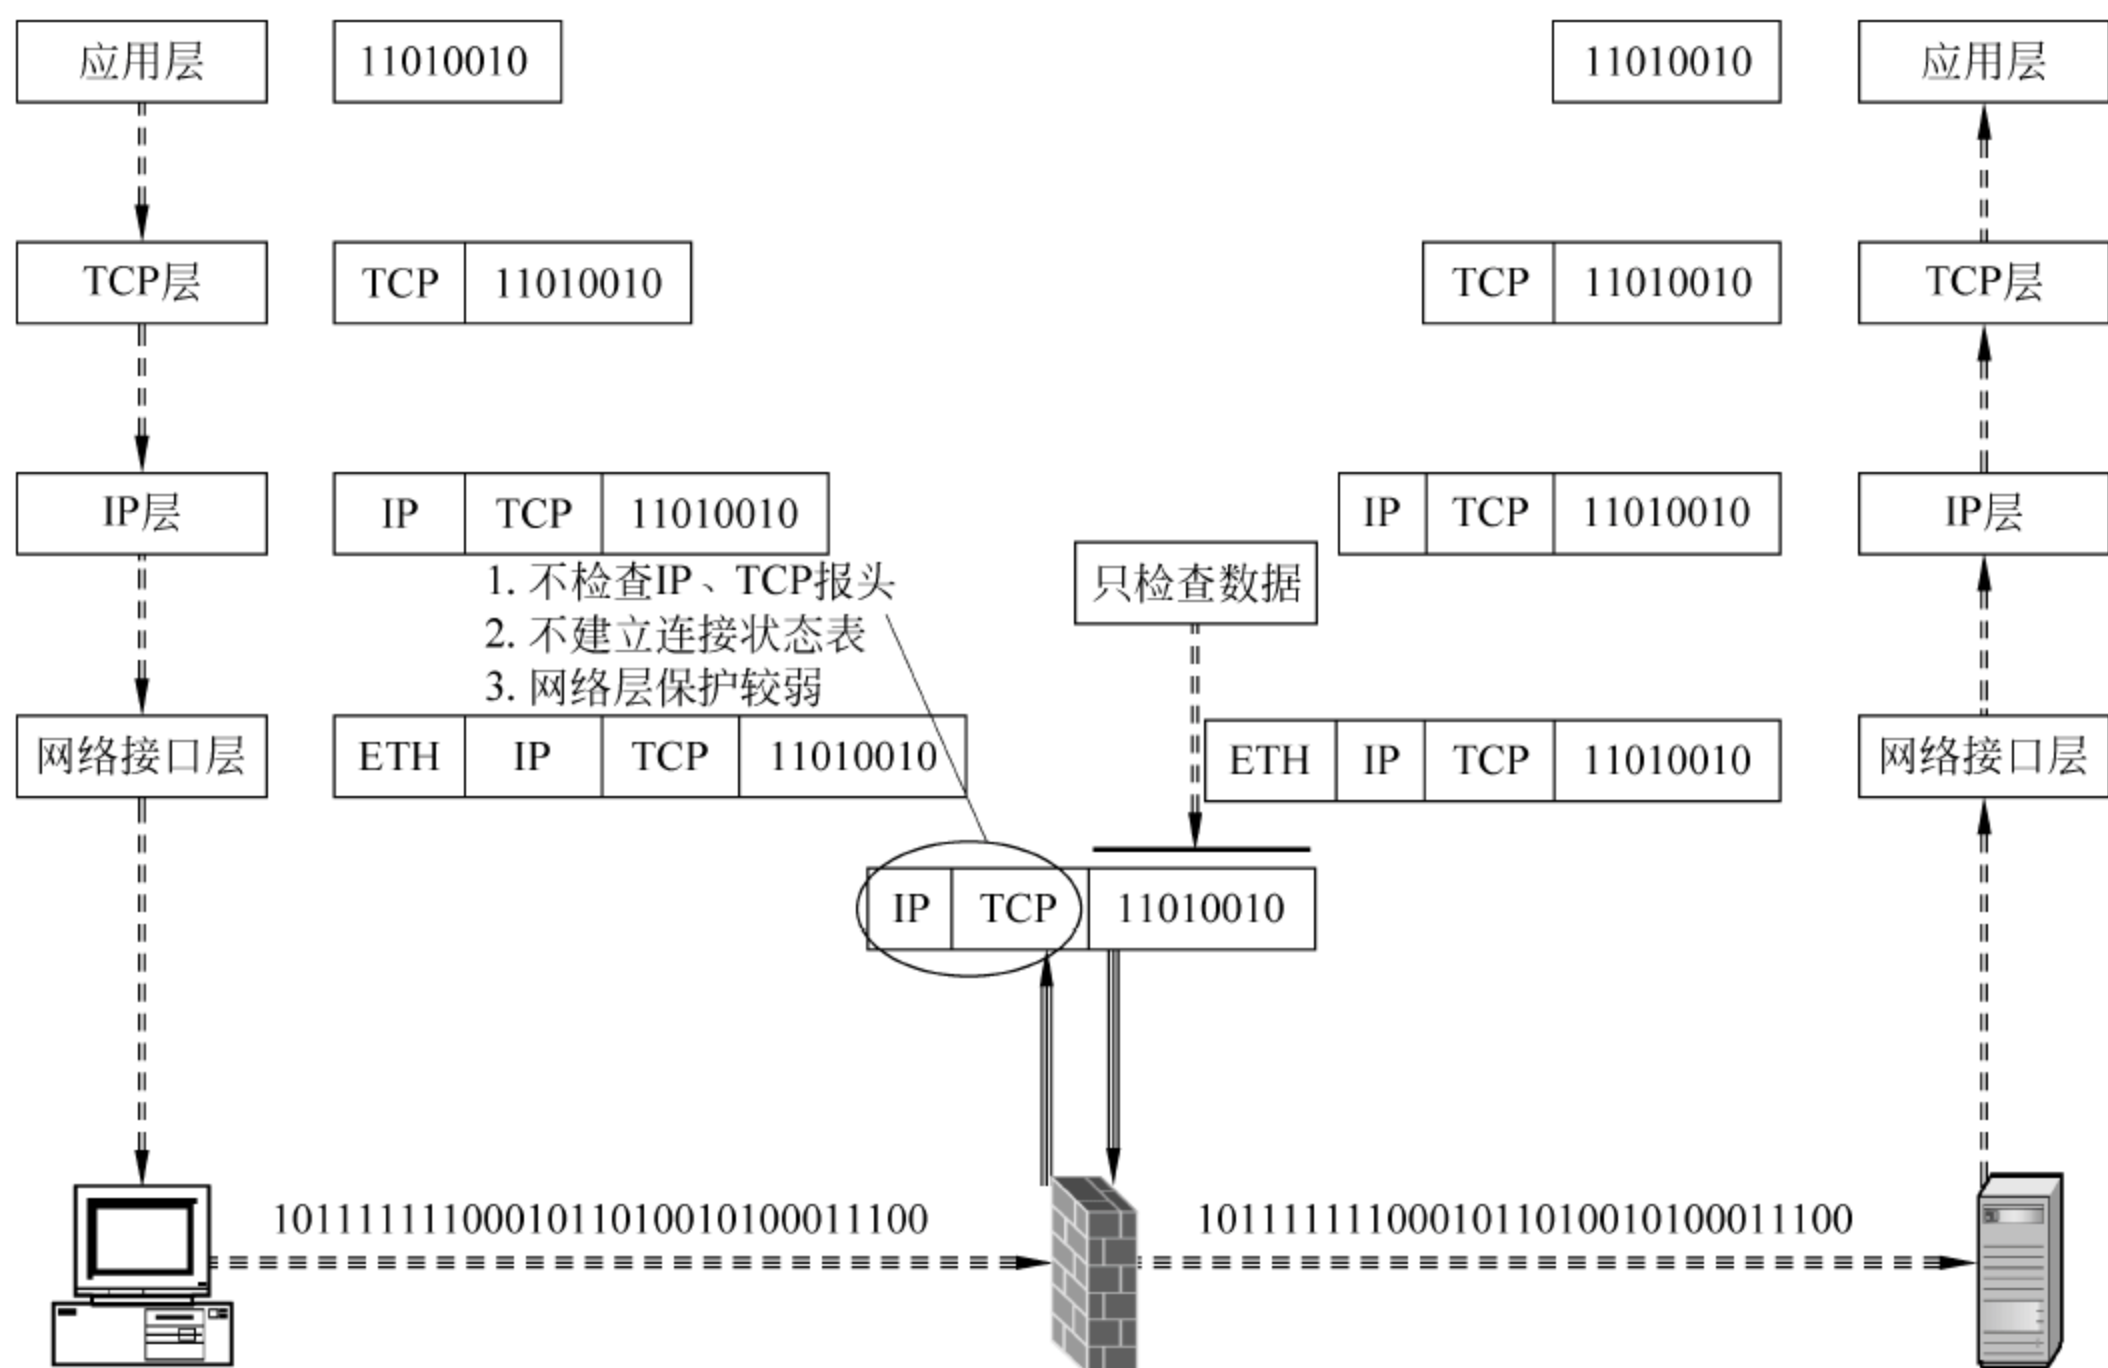 应用层 11010010 11010010 应用层
TCP层 TCP 11010010 TCP 11010010 TCP层
IP层 IP TCP 11010010 IP TCP 11010010 IP层
1. 不检查IP、TCP报头
2. 不建立连接状态表
3. 网络层保护较弱
只检查数据
网络接口层 ETH IP TCP 11010010 ETH IP TCP 11010010 网络接口层
IP TCP 11010010
1011111110001011010010100011100 1011111110001011010010100011100